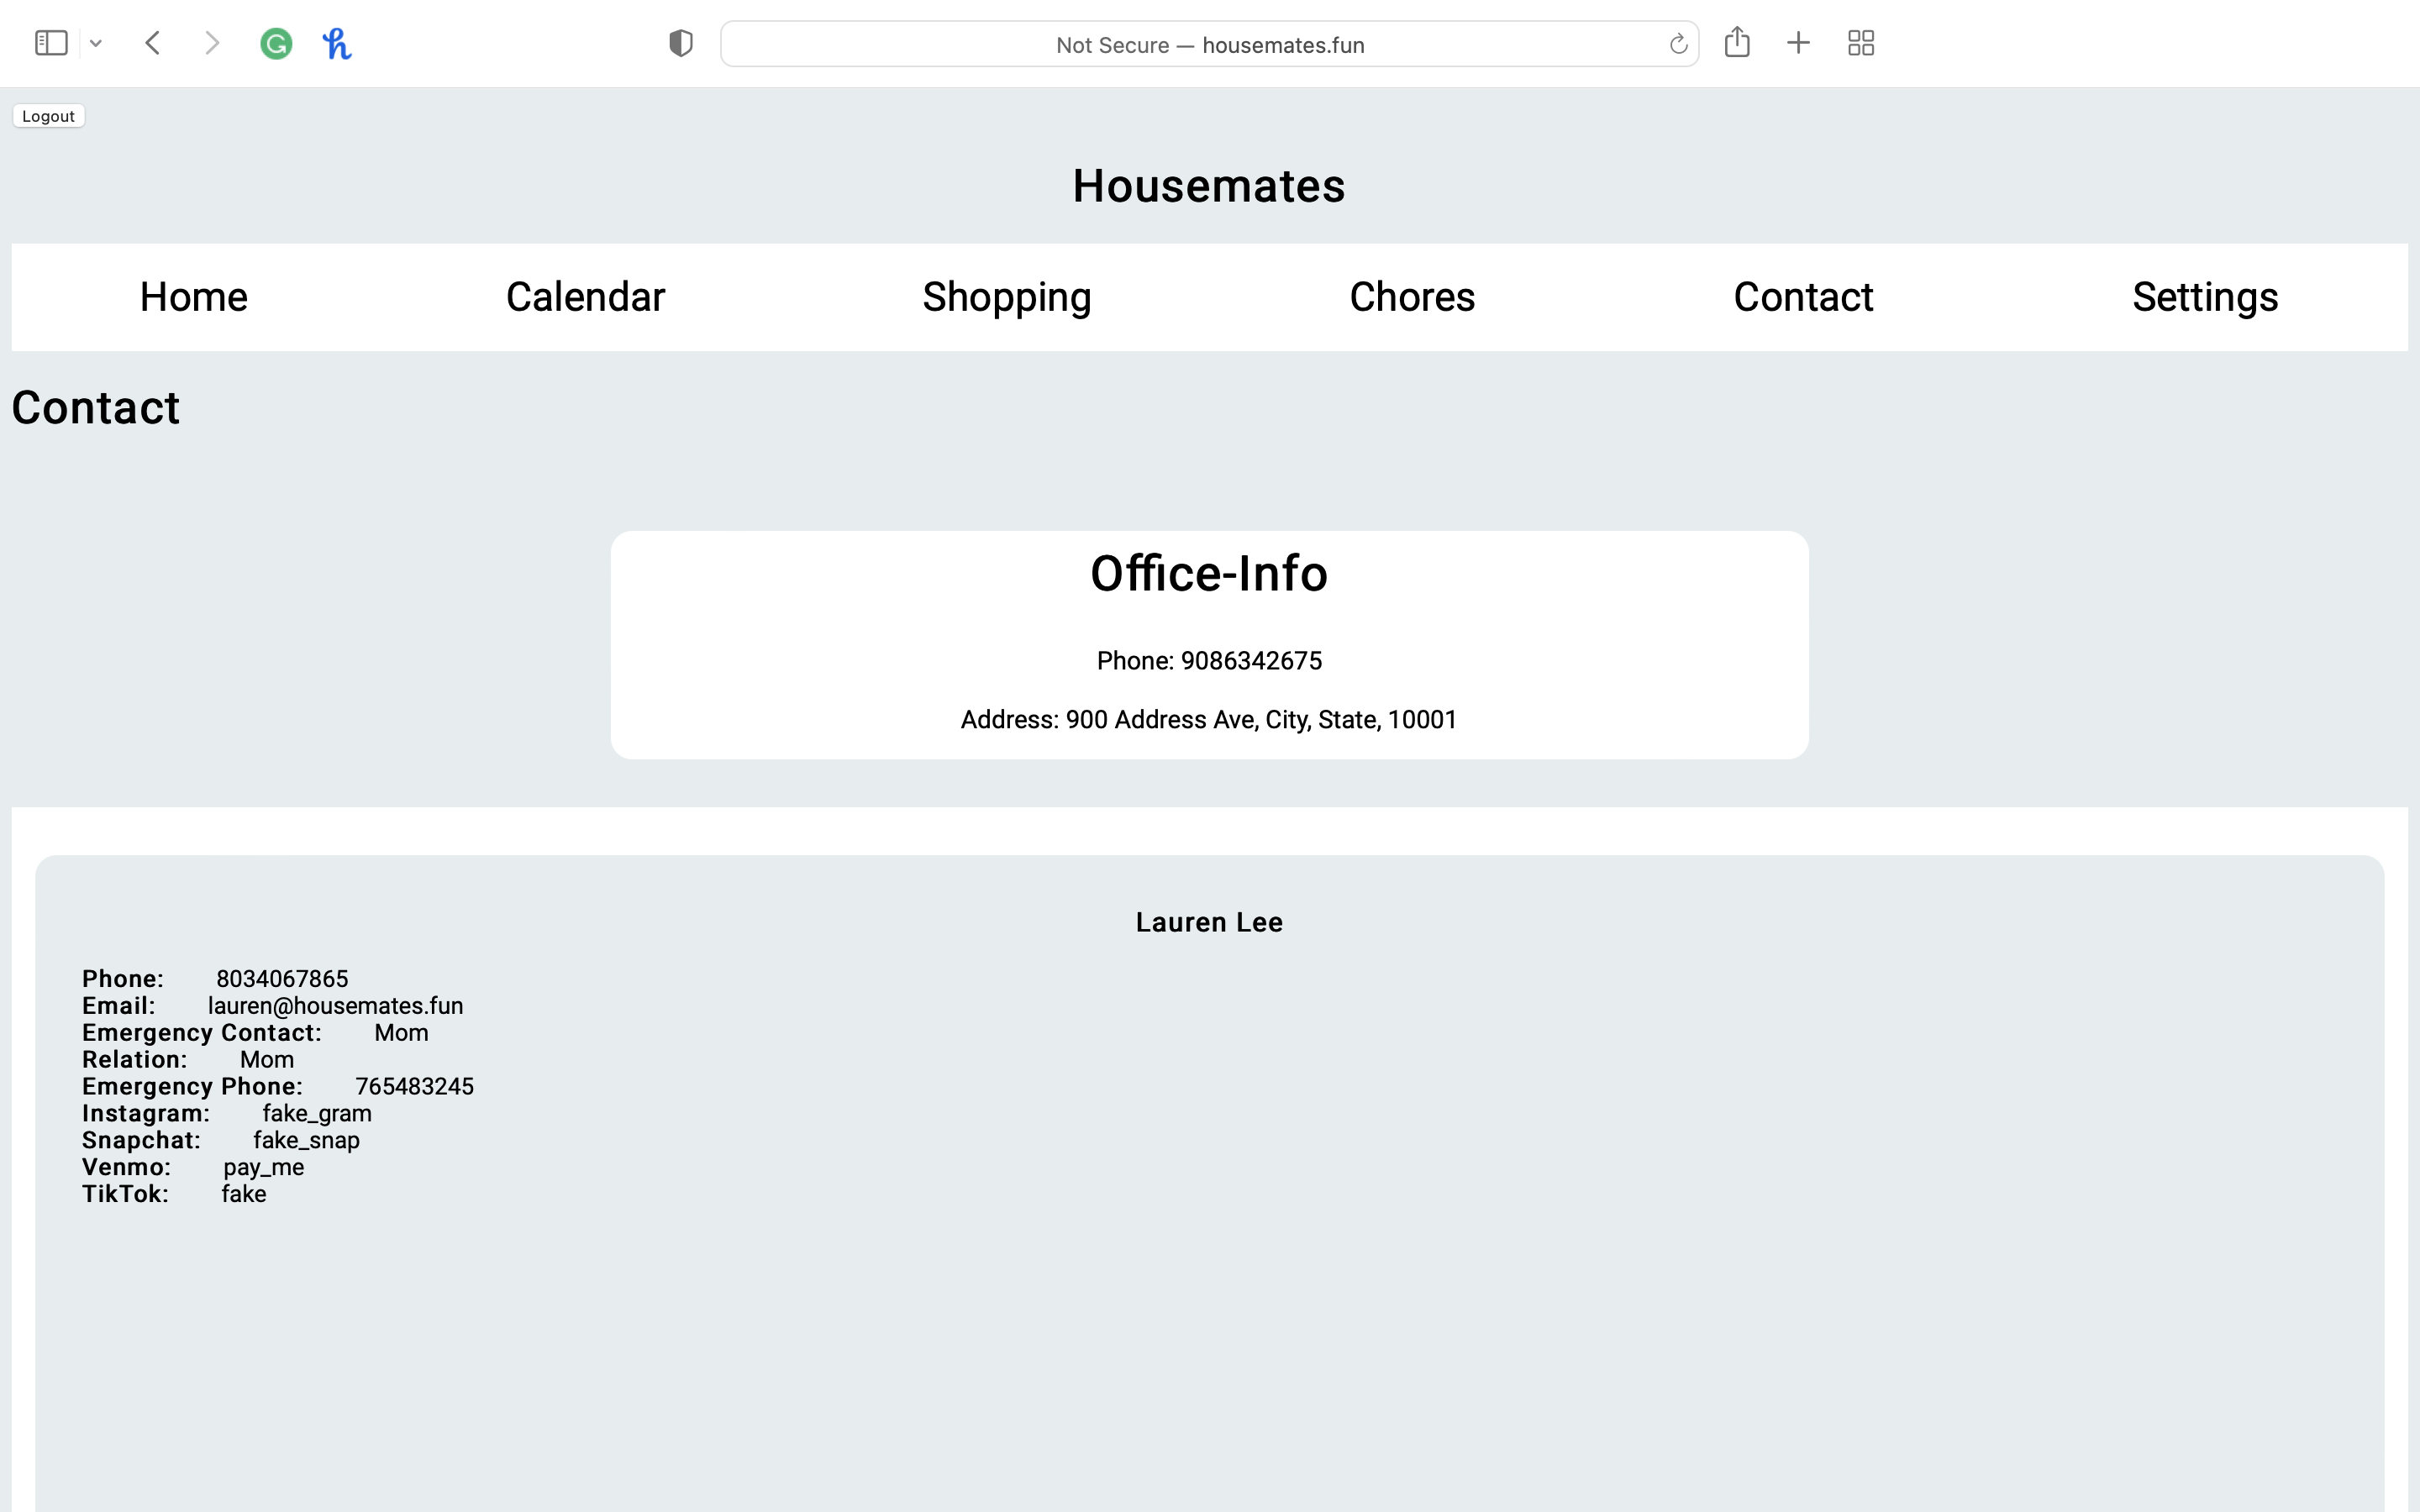 Not Secure — housemates.fun
Logout
Housemates
Home Calendar Shopping Chores Contact Settings
Contact
Office-Info
Phone: 9086342675
Address: 900 Address Ave, City, State, 10001
Lauren Lee
Phone: 8034067865
Email: lauren@housemates.fun
Emergency Contact: Mom
Relation: Mom
Emergency Phone: 765483245
Instagram: fake_gram
Snapchat: fake_snap
Venmo: pay_me
TikTok: fake